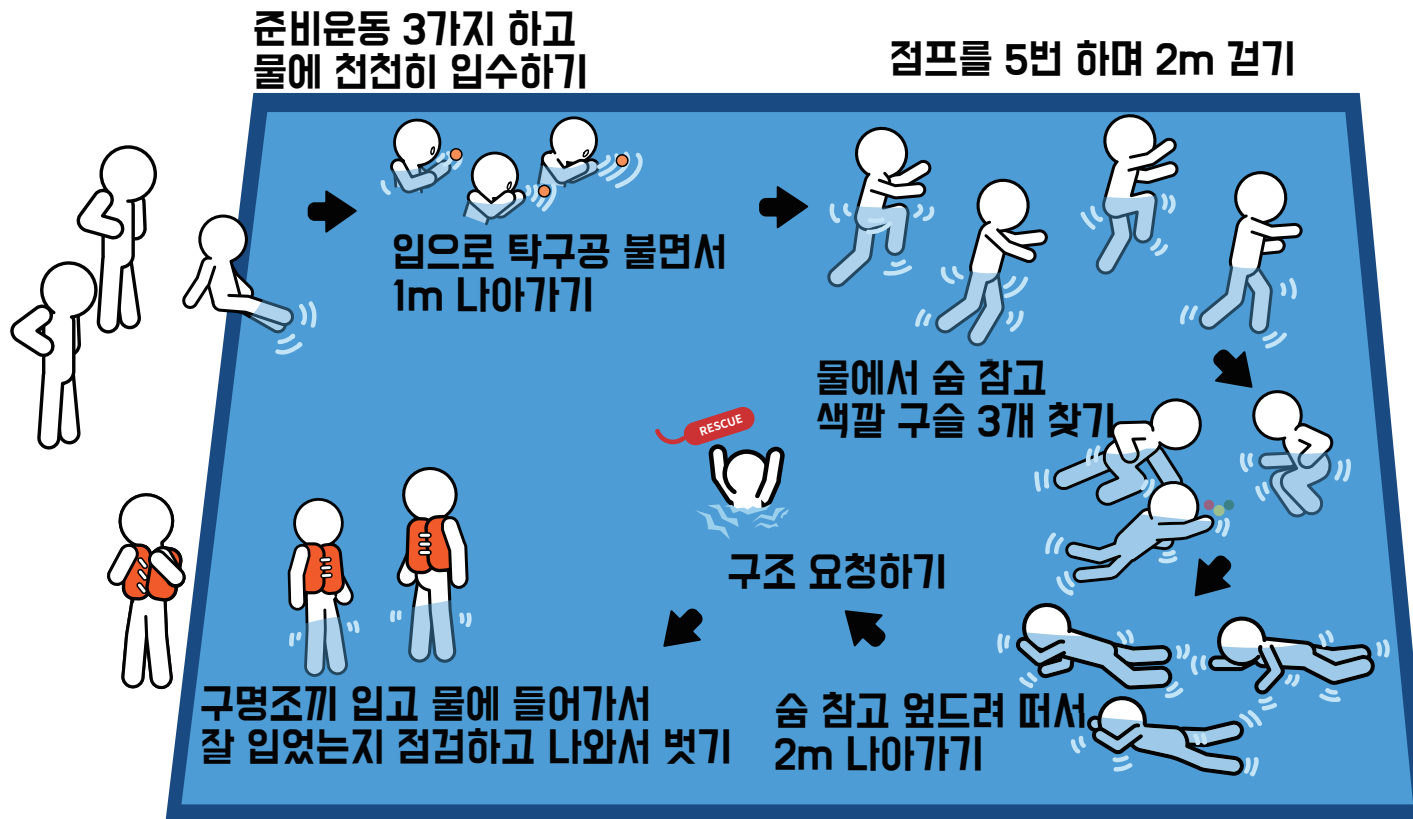 준비운동 3가지 하고
물에 천천히 입수하기
점프를 5번 하며 2m 걷기
입으로 탁구공 불면서
1m 나아가기
물에서 숨 참고
색깔 구슬 3개 찾기
RESCUE
구조 요청하기
숨 참고 엎드려 떠서
2m 나아가기
구명조끼 입고 물에 들어가서
잘 입었는지 점검하고 나와서 벗기